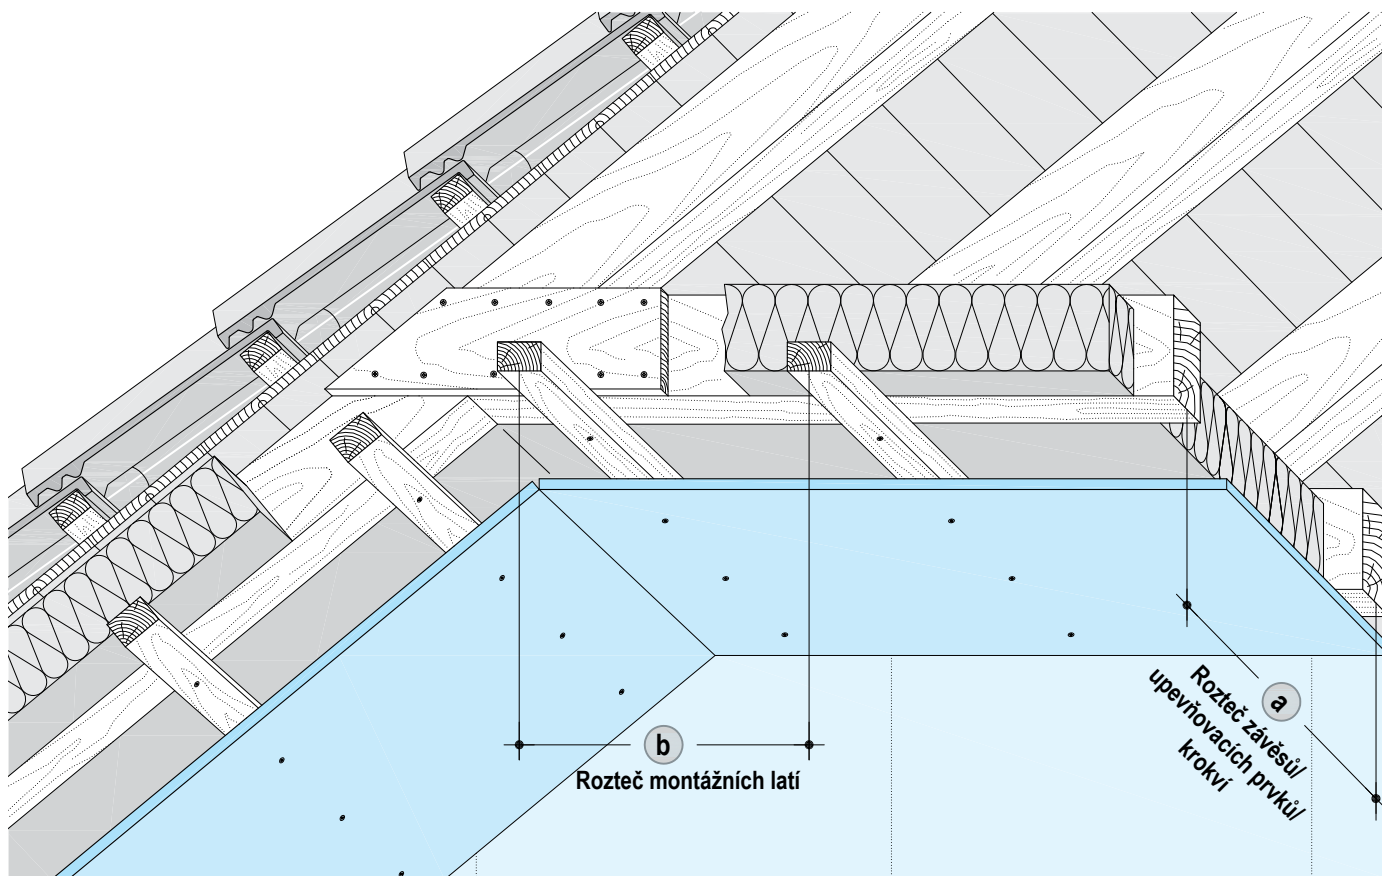 b
Rozteč montážních latí
a
Rozteč závěsů/
upevňovacích prvků/
krokví